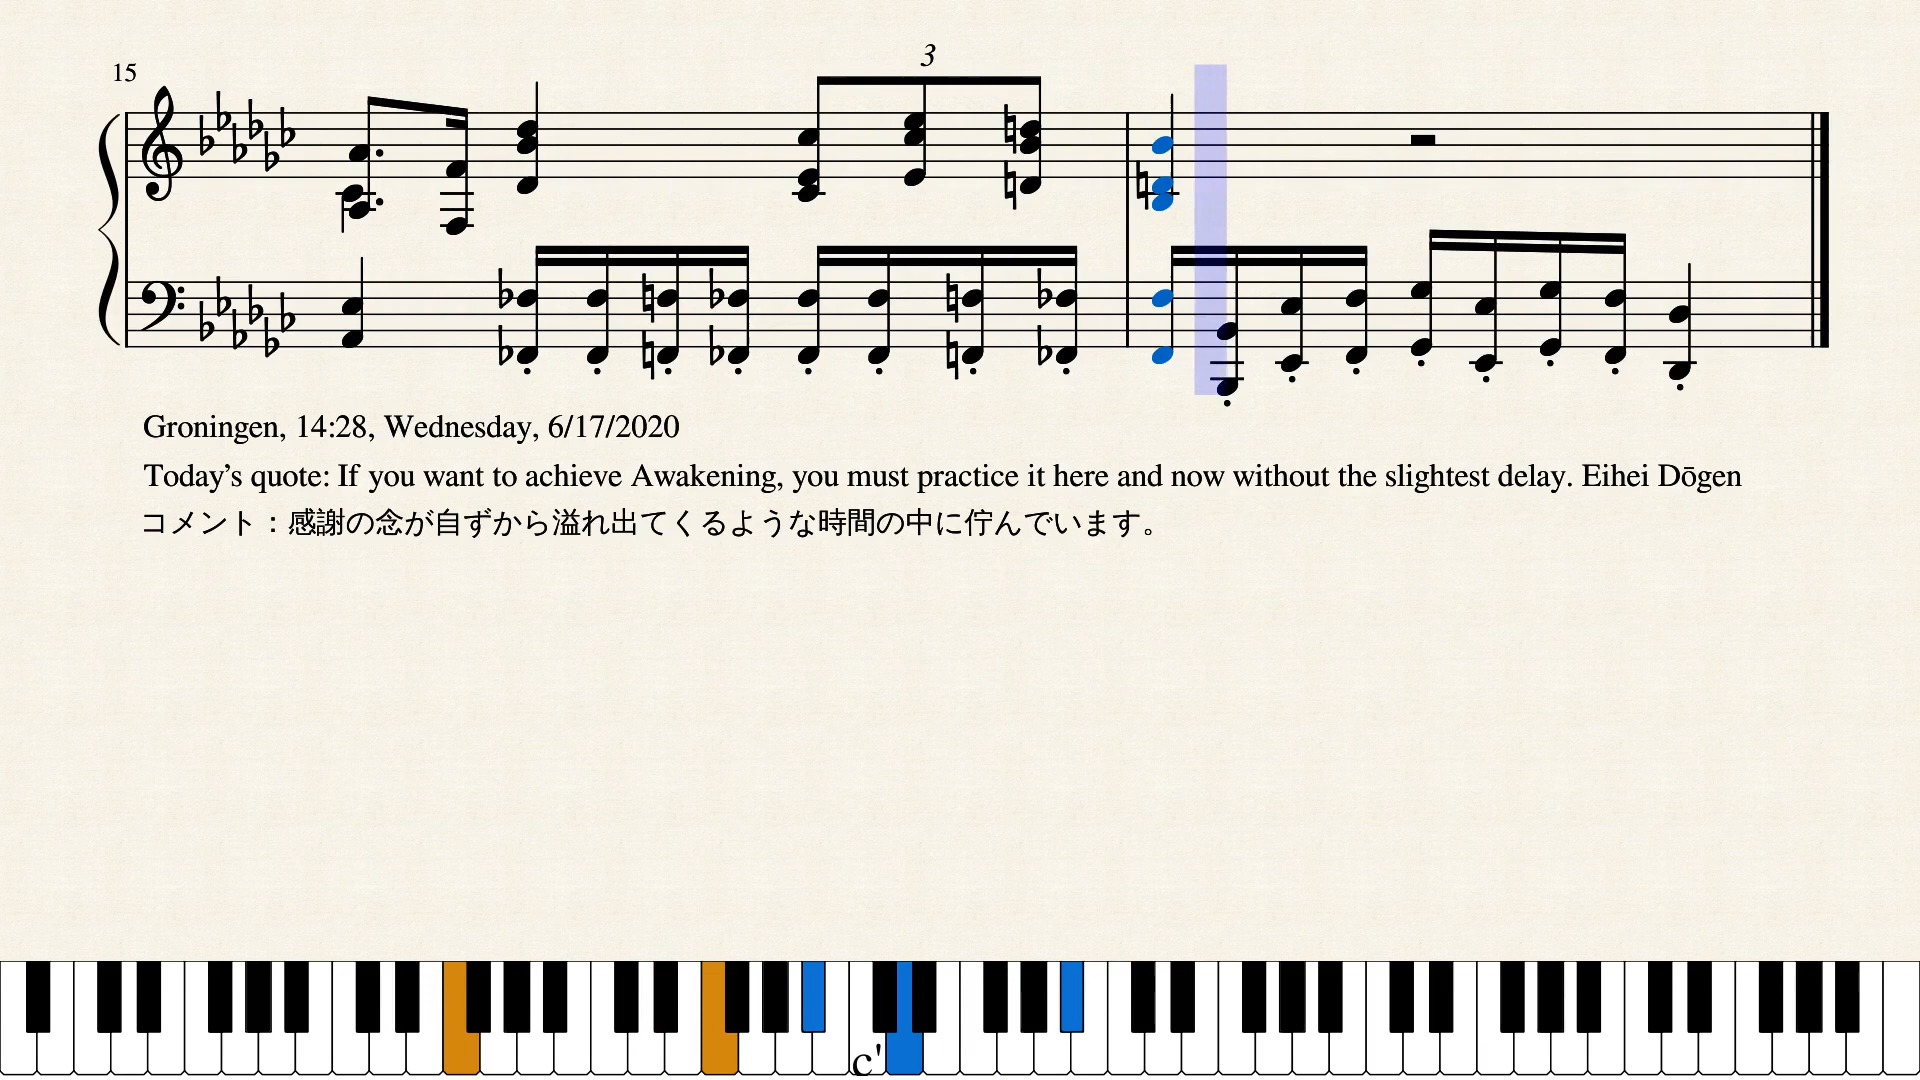 3
15
Groningen, 14:28, Wednesday, 6/17/2020
Today’s quote: If you want to achieve Awakening, you must practice it here and now without the slightest delay. Eihei Dōgen
コメント：感謝の念が自ずから溢れ出てくるような時間の中に佇んでいます。
c'